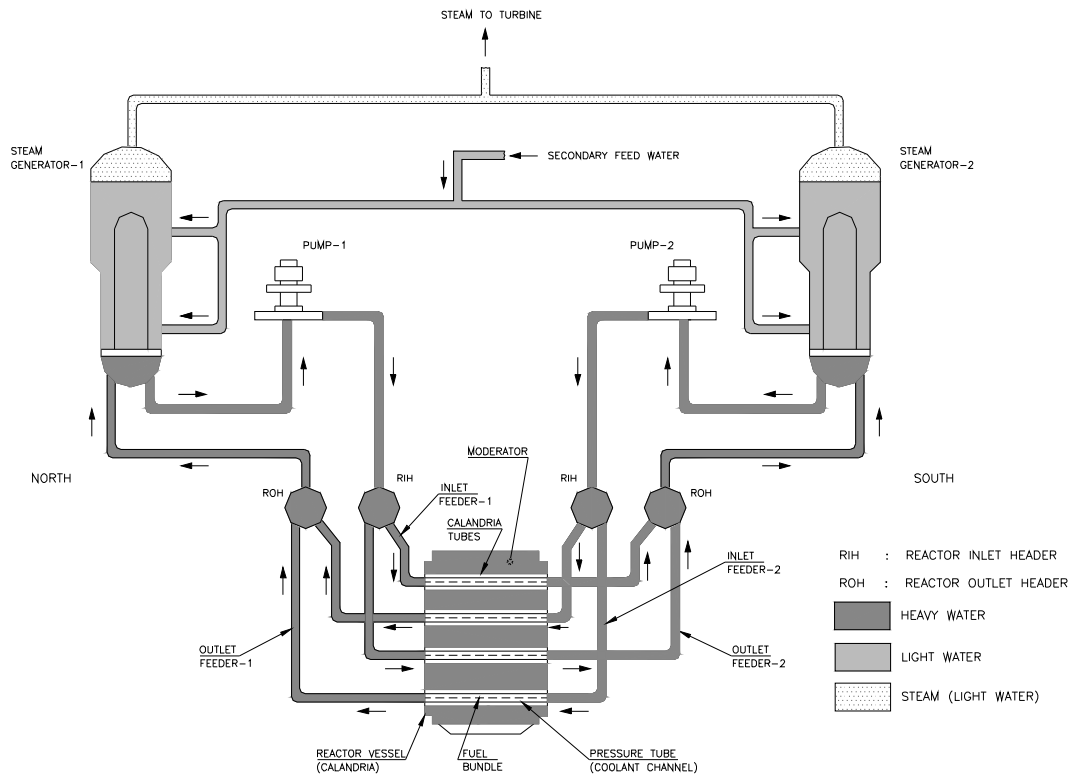 STEAM TO TURBINE
STEAM
GENERATOR-1
SECONDARY FEED WATER
STEAM
GENERATOR-2
PUMP-1
PUMP-2
NORTH
MODERATOR
SOUTH
ROH
RIH
INLET
FEEDER-1
RIH
ROH
CALANDRIA
TUBES
INLET
FEEDER-2
RIH : REACTOR INLET HEADER
ROH : REACTOR OUTLET HEADER
HEAVY WATER
OUTLET
FEEDER-1
OUTLET
FEEDER-2
LIGHT WATER
STEAM (LIGHT WATER)
REACTOR VESSEL
(CALANDRIA)
FUEL
BUNDLE
PRESSURE TUBE
(COOLANT CHANNEL)